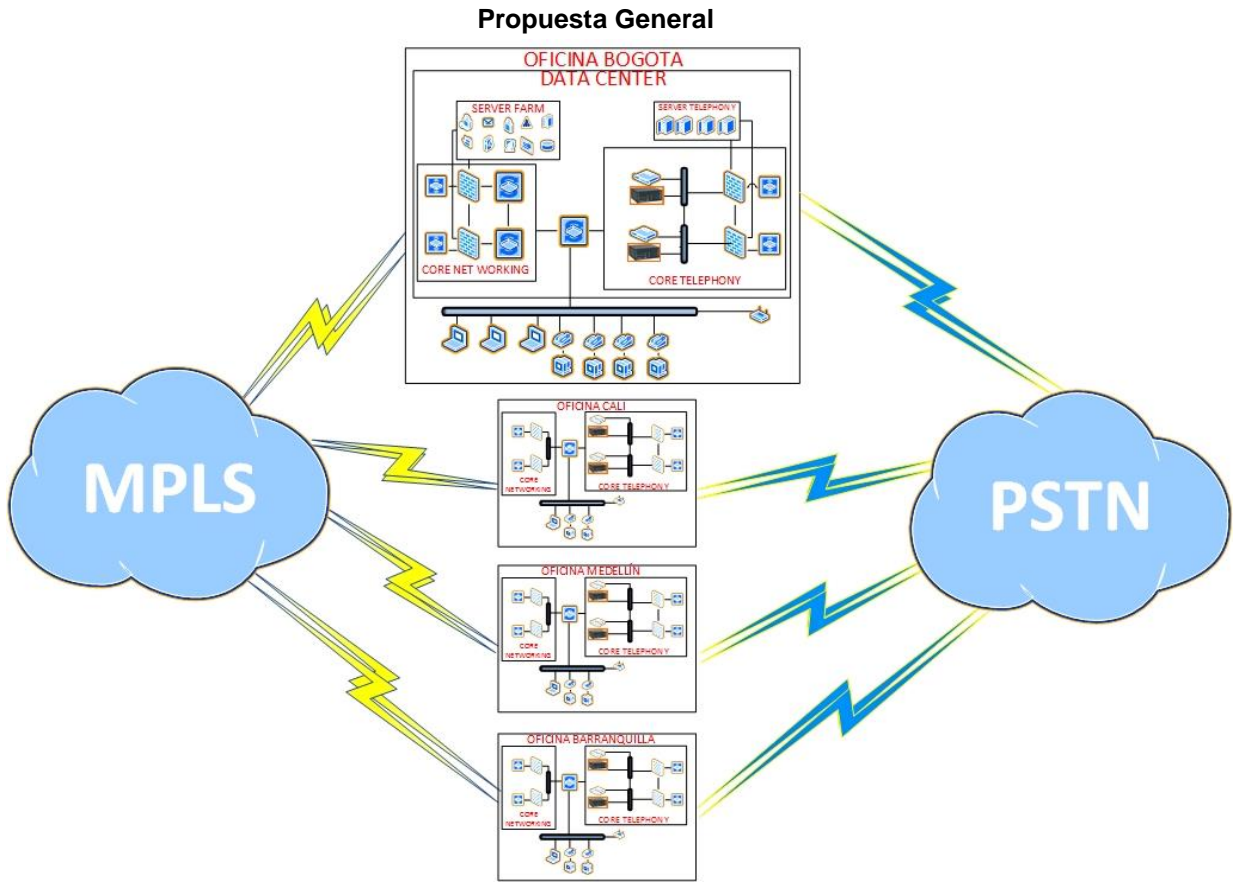 Propuesta General
OFICINA BOGOTA
DATA CENTER
SERVER FARM
SERVER TELEPHONY
CORE NET WORKING
CORE TELEPHONY
MPLS
PSTN
OFICINA CALI
CORE
NETWORKING
CORE TELEPHONY
OFICINA MEDELLÍN
CORE
NETWORKING
CORE TELEPHONY
OFICINA BARRANQUILLA
CORE
NETWORKING
CORE TELEPHONY